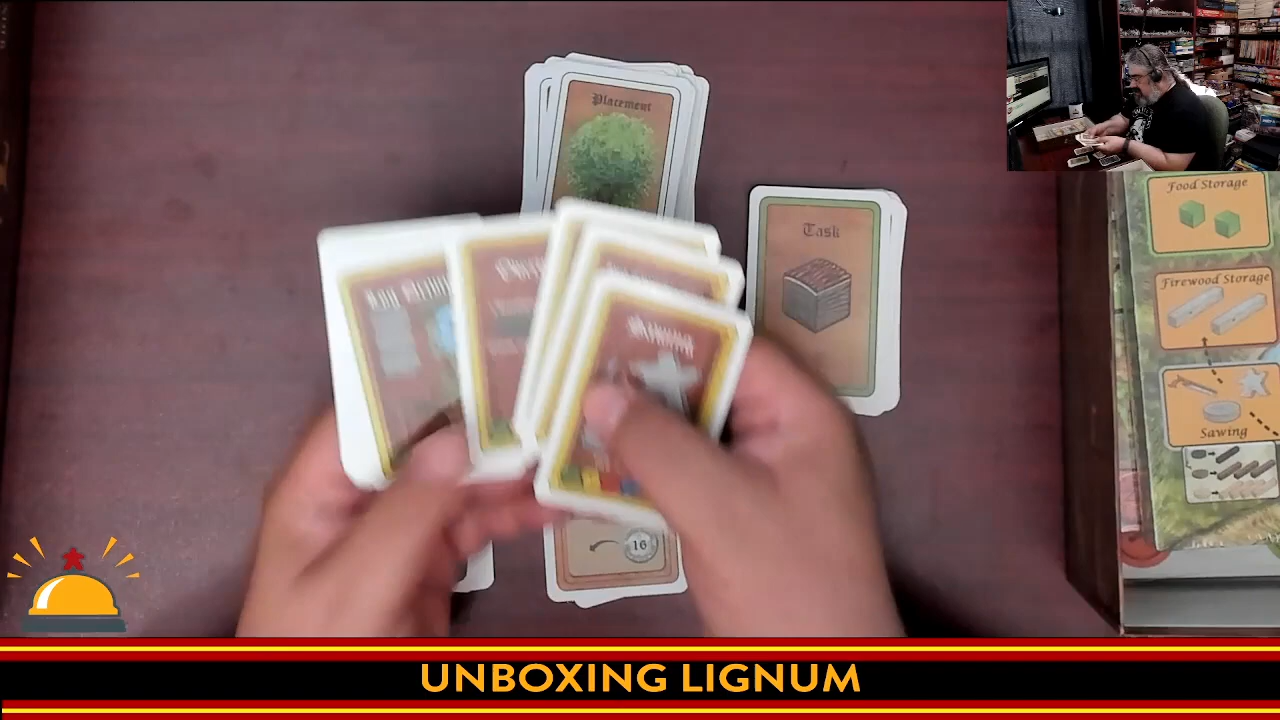 Placement
Task
Food Storage
Firewood Storage
Sawing
16
UNBOXING LIGNUM